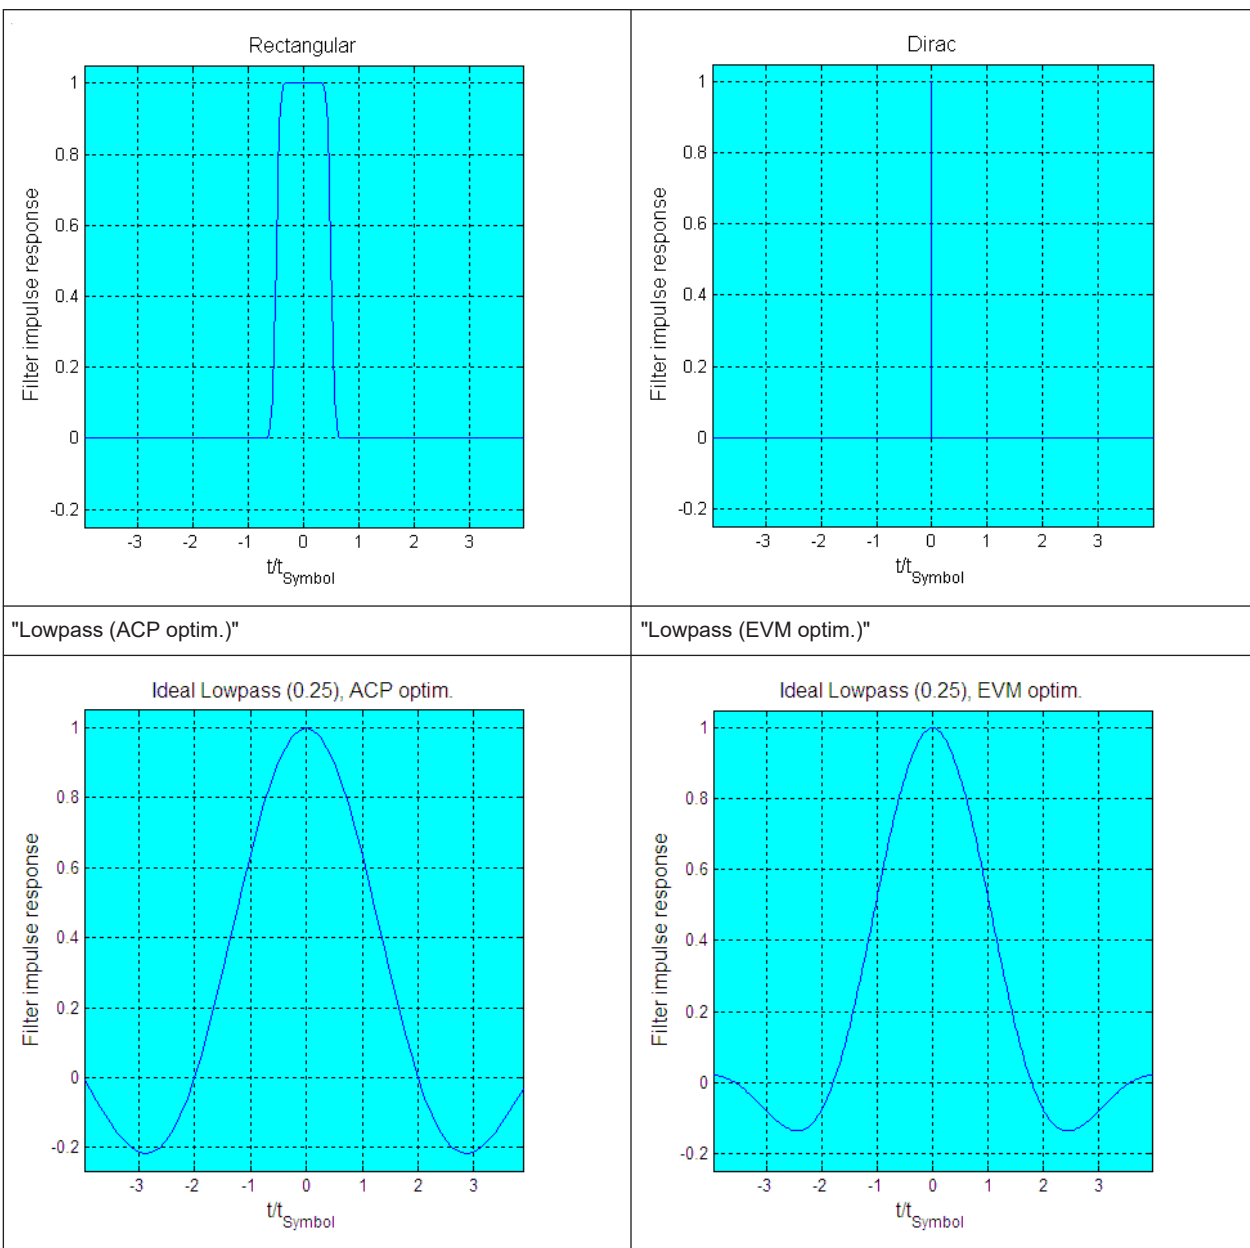 Rectangular
1
0.8
0.6
0.4
0.2
0
-0.2
Filter impulse response
-3 -2 -1 0 1 2 3
t/tSymbol
Dirac
1
0.8
0.6
0.4
0.2
0
-0.2
Filter impulse response
-3 -2 -1 0 1 2 3
t/tSymbol
"Lowpass (ACP optim.)"
"Lowpass (EVM optim.)"
Ideal Lowpass (0.25), ACP optim.
1
0.8
0.6
0.4
0.2
0
-0.2
Filter impulse response
-3 -2 -1 0 1 2 3
t/tSymbol
Ideal Lowpass (0.25), EVM optim.
1
0.8
0.6
0.4
0.2
0
-0.2
Filter impulse response
-3 -2 -1 0 1 2 3
t/tSymbol